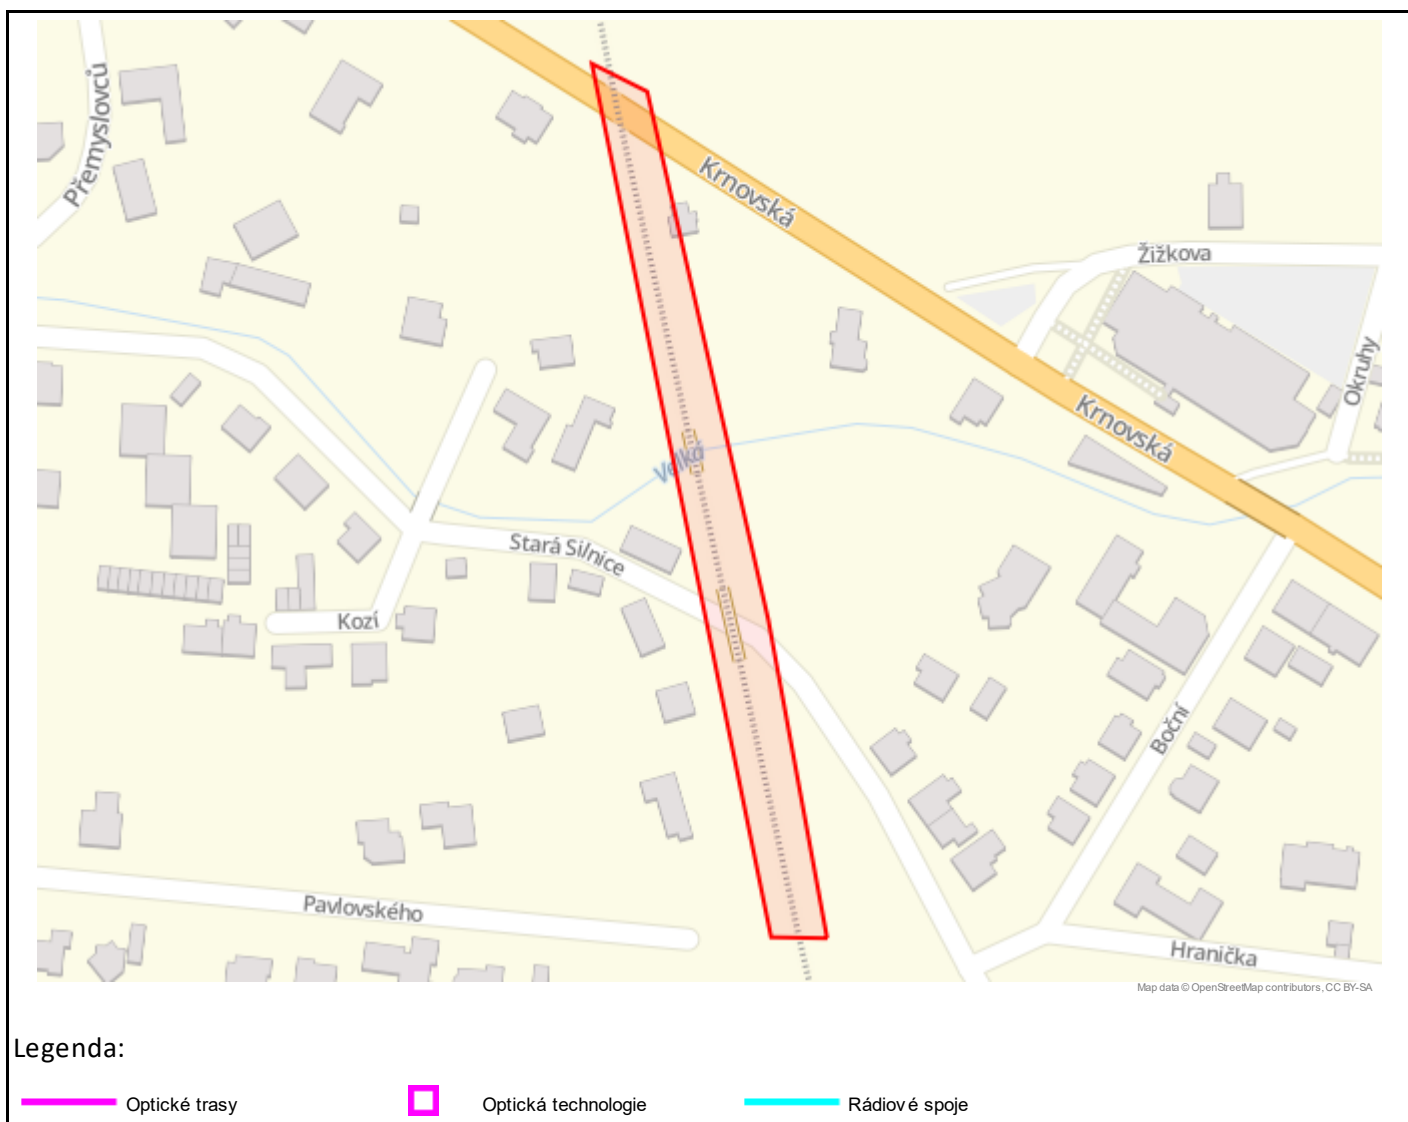 Přemyslovců
Krnovská
Žižkova
Okruhy
Krnovská
Velká
Stará Silnice
Kozí
Boční
Pavlovského
Hranička
Map data © OpenStreetMap contributors, CC BY-SA
Legenda:
Optické trasy
Optická technologie
Rádiové spoje